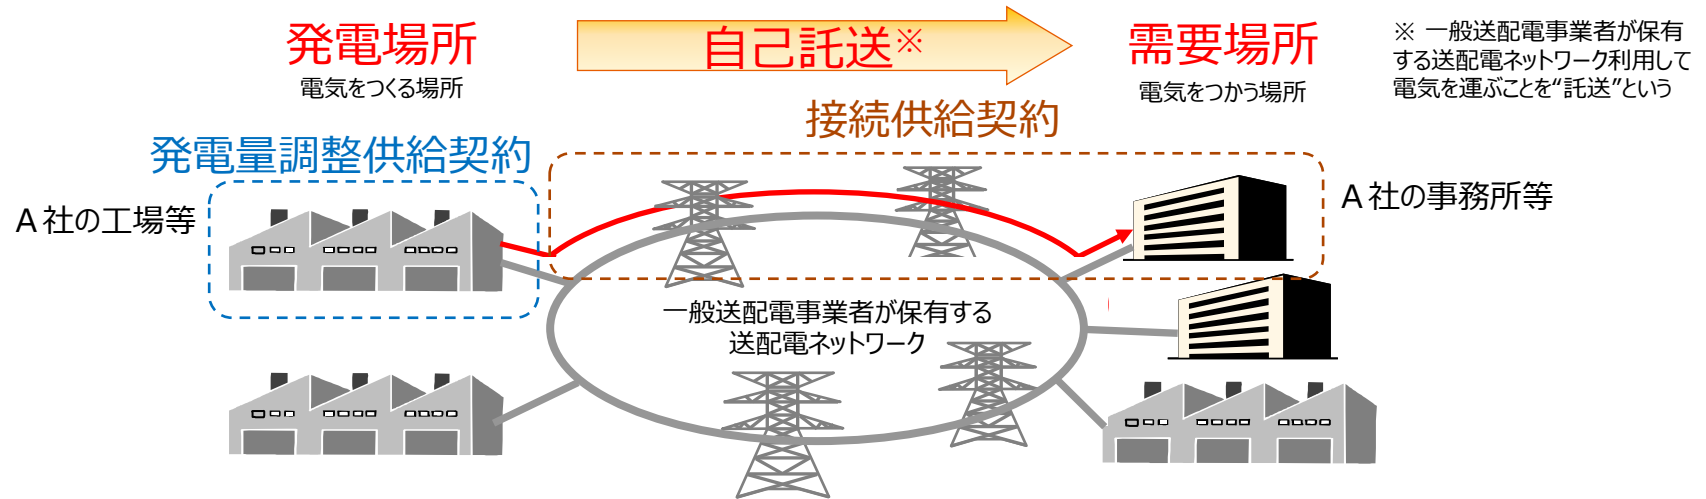 発電場所
電気をつくる場所
自己託送※
需要場所
電気をつかう場所
※ 一般送配電事業者が保有
する送配電ネットワーク利用して
電気を運ぶことを“託送”という
接続供給契約
発電量調整供給契約
A社の工場等
A社の事務所等
一般送配電事業者が保有する
送配電ネットワーク